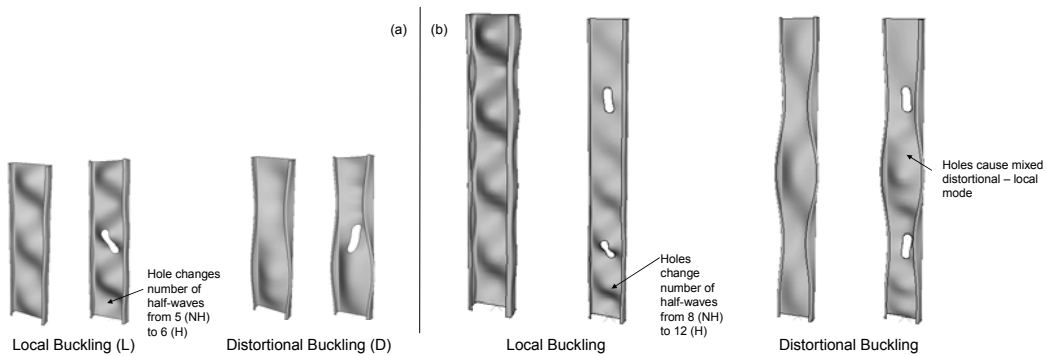 (a)
(b)
Hole changes
number of
half-waves
from 5 (NH)
to 6 (H)
Local Buckling (L)
Distortional Buckling (D)
Holes
change
number of
half-waves
from 8 (NH)
to 12 (H)
Holes cause mixed
distortional – local
mode
Local Buckling
Distortional Buckling